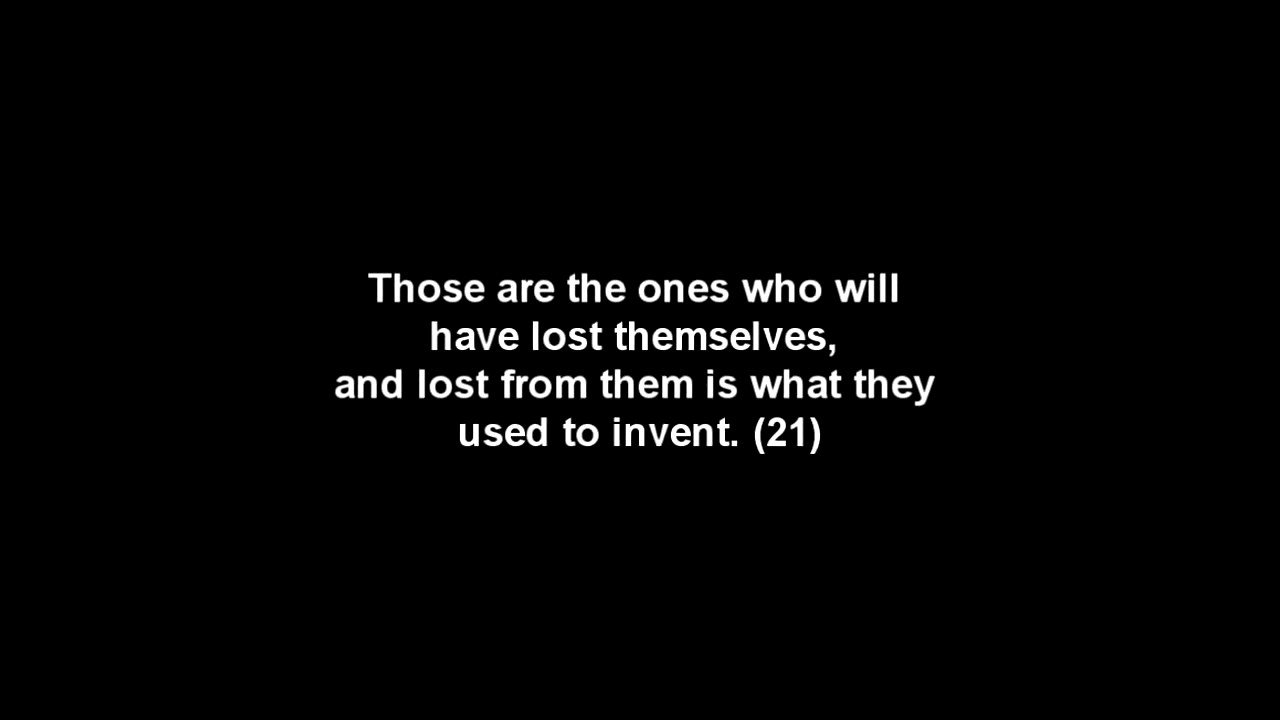 Those are the ones who will
have lost themselves,
and lost from them is what they
used to invent. (21)